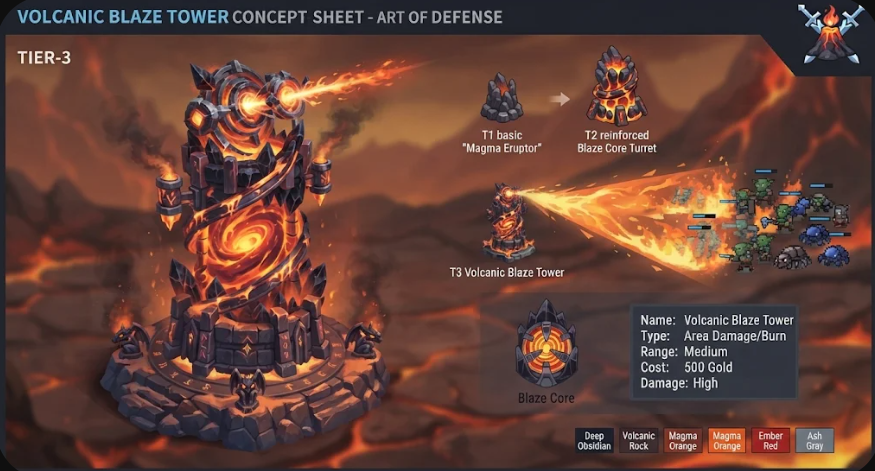 VOLCANIC BLAZE TOWER CONCEPT SHEET - ART OF DEFENSE
TIER-3
T1 basic
"Magma Eruptor"
T2 reinforced
Blaze Core Turret
T3 Volcanic Blaze Tower
Blaze Core
Name: Volcanic Blaze Tower
Type: Area Damage/Burn
Range: Medium
Cost: 500 Gold
Damage: High
Deep
Obsidian
Volcanic
Rock
Magma
Orange
Magma
Orange
Ember
Red
Ash
Gray